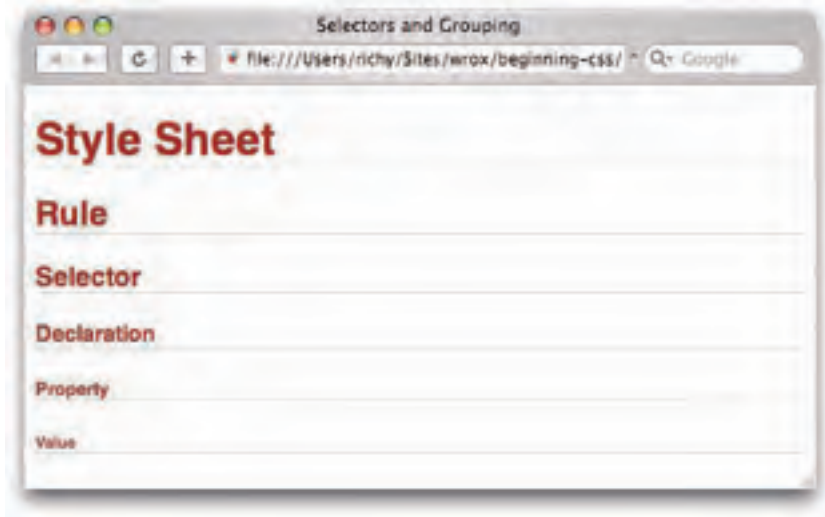 Selectors and Grouping
file:///Users/richy/Sites/wrox/beginning-css/
Google
Style Sheet
Rule
Selector
Declaration
Property
Value